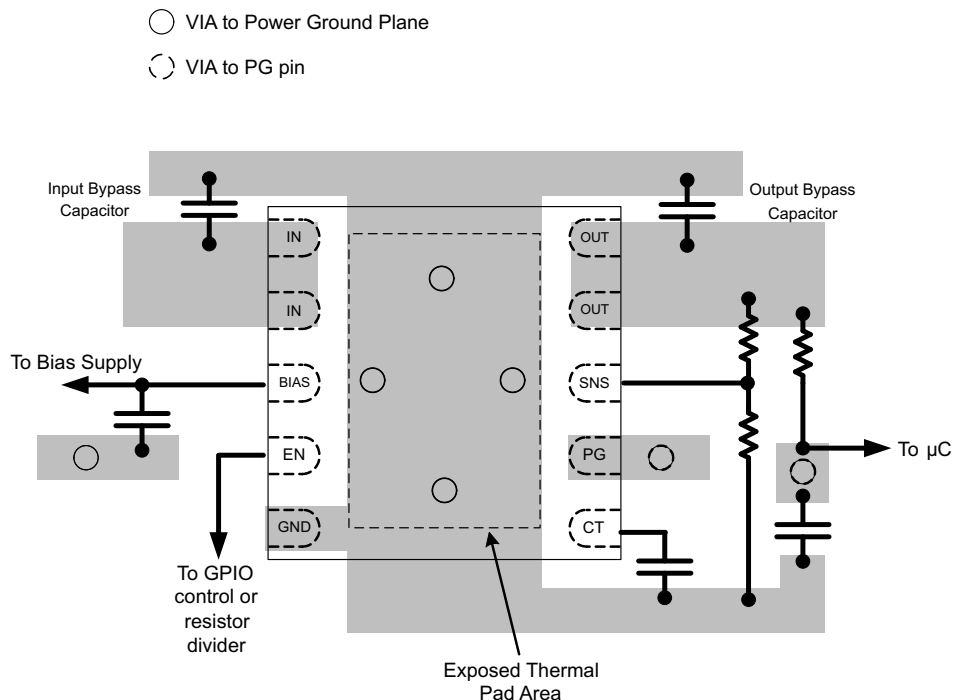 VIA to Power Ground Plane
VIA to PG pin
Input Bypass
Capacitor
Output Bypass
Capacitor
IN
OUT
IN
OUT
To Bias Supply
BIAS
SNS
EN
PG
To µC
GND
CT
To GPIO
control or
resistor
divider
Exposed Thermal
Pad Area